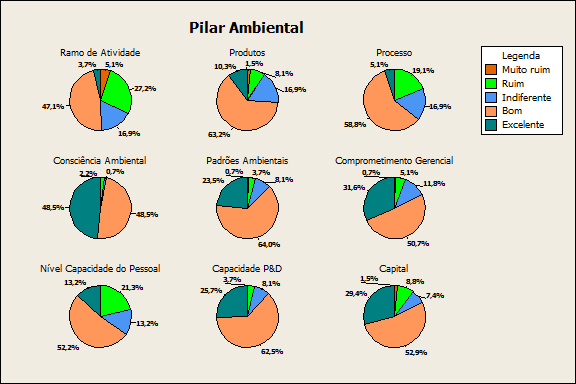 Pilar Ambiental
Legenda
Muito ruim
Ruim
Indiferente
Bom
Excelente
Ramo de Atividade
3,7%
5,1%
27,2%
16,9%
47,1%
Produtos
10,3%
1,5%
8,1%
16,9%
63,2%
Processo
5,1%
19,1%
16,9%
58,8%
Consciência Ambiental
2,2%
0,7%
48,5%
48,5%
Padrões Ambientais
0,7%
3,7%
8,1%
23,5%
64,0%
Comprometimento Gerencial
0,7%
5,1%
11,8%
31,6%
50,7%
Nível Capacidade do Pessoal
13,2%
21,3%
13,2%
52,2%
Capacidade P&D
3,7%
8,1%
25,7%
62,5%
Capital
1,5%
8,8%
7,4%
29,4%
52,9%